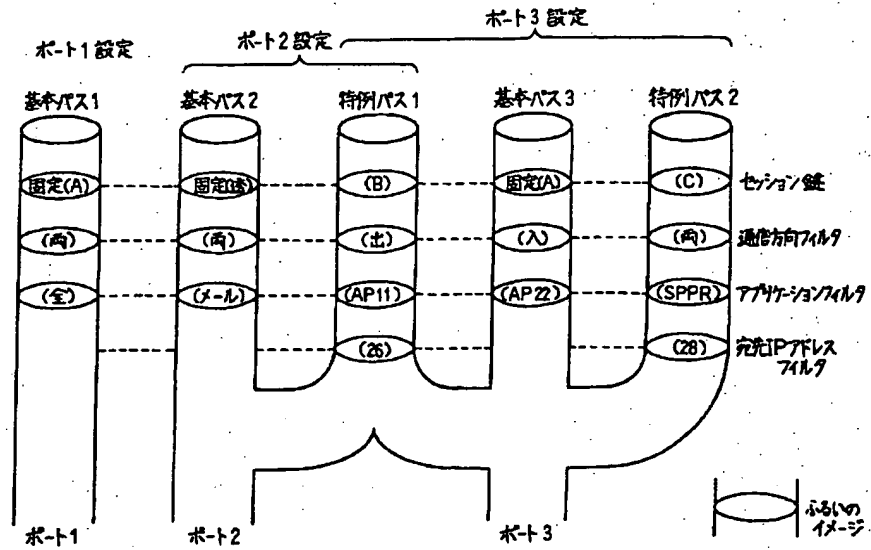 ポート3 設定
ポート2 設定
ポート1 設定
基本パス1
基本パス2
特例パス1
基本パス3
特例パス2
固定(A)
(B)
固定(A)
(C)
セッション鍵
(両)
(両)
(出)
(入)
(両)
通信方向フィルタ
(全)
(メール)
(AP11)
(AP22)
(SPPR)
アプリケーションフィルタ
(26)
(28)
宛先IPアドレス
フィルタ
ポート1
ポート2
ポート3
ふるいの
イメージ